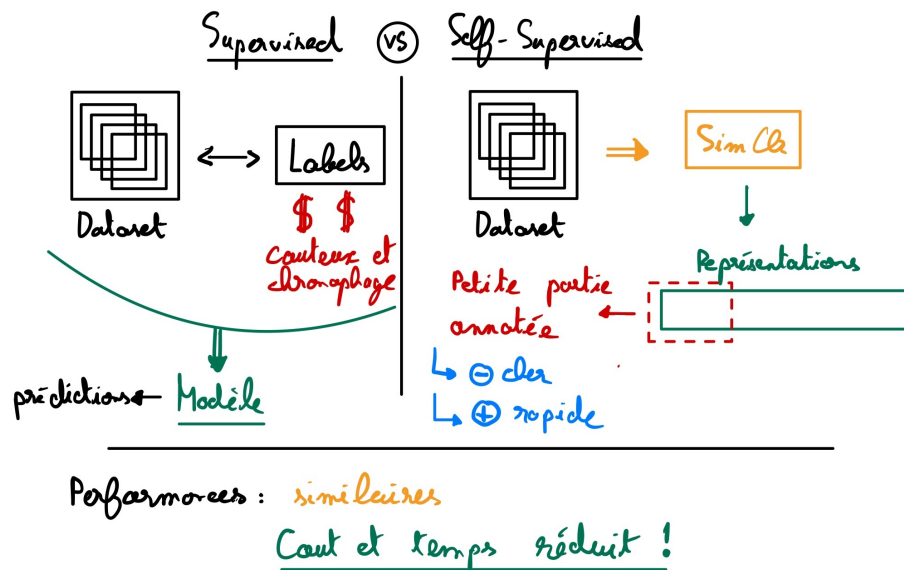 Supervised vs Self-Supervised
Labels
Dataset
$ $
couteux et
chronophage
prédictions
Modèle
SimClr
Dataset
Représentations
Petite partie
annotée
- cher
+ rapide
Performances : similaires
Cout et temps réduit !